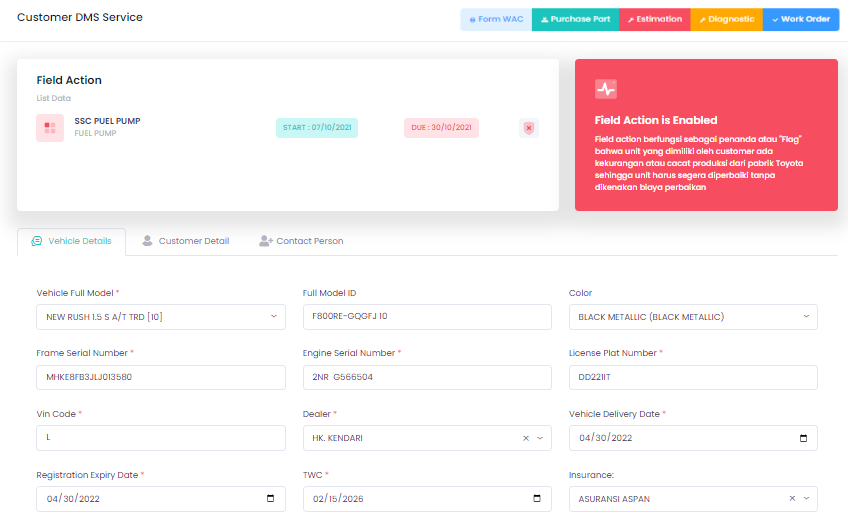 Customer DMS Service
Form WAC
Purchase Part
Estimation
Diagnostic
Work Order
Field Action
List Data
SSC PUEL PUMP
FUEL PUMP
START : 07/10/2021
DUE : 30/10/2021
Field Action is Enabled
Field action berfungsi sebagai penanda atau "Flag"
bahwa unit yang dimiliki oleh customer ada
kekurangan atau cacat produksi dari pabrik Toyota
sehingga unit harus segera diperbaiki tanpa
dikenakan biaya perbaikan
Vehicle Details
Customer Detail
Contact Person
Vehicle Full Model *
Full Model ID
Color
NEW RUSH 1.5 S A/T TRD [10]
F800RE-GQGFJ 10
BLACK METALLIC (BLACK METALLIC)
Frame Serial Number *
Engine Serial Number *
License Plat Number *
MHKE8FB3JLJ013580
2NR G566504
DD2211T
Vin Code *
Dealer *
Vehicle Delivery Date *
L
HK. KENDARI
04/30/2022
Registration Expiry Date *
TWC *
Insurance:
04/30/2022
02/15/2026
ASURANSI ASPAN